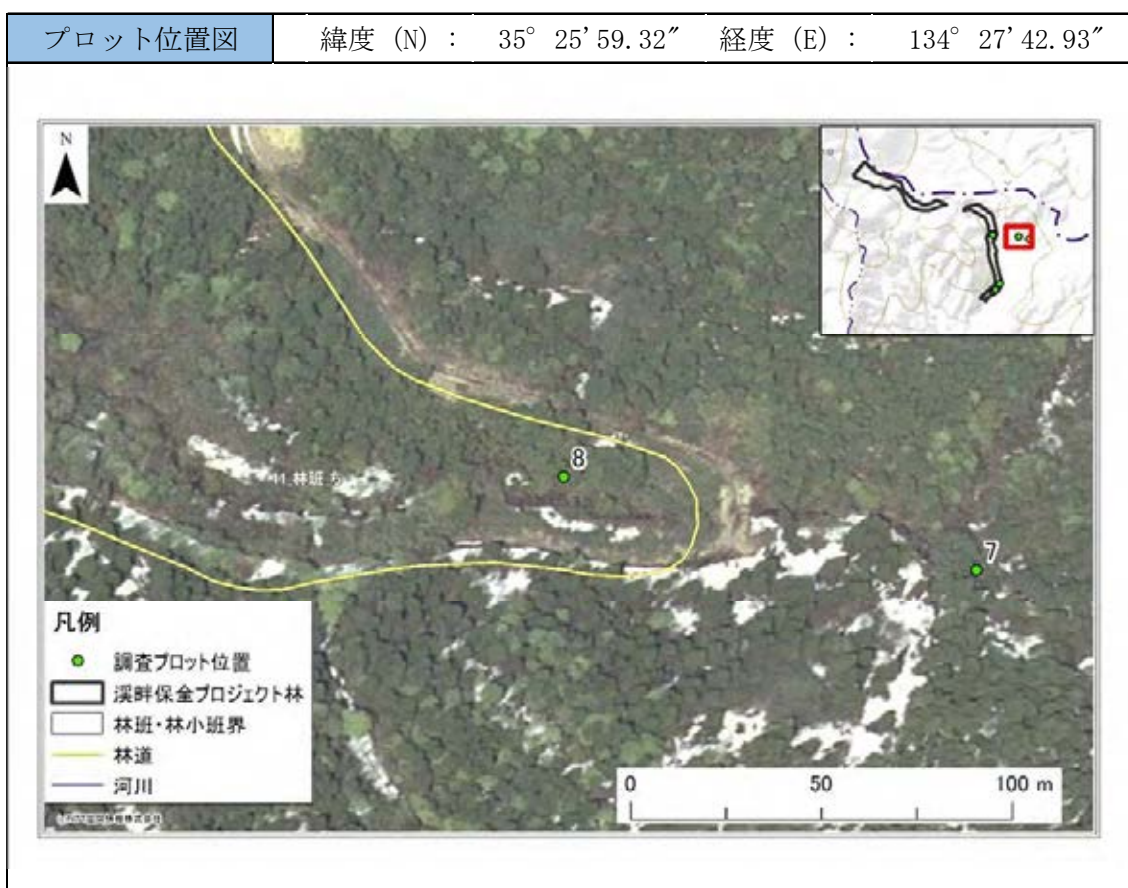 プロット位置図 緯度 (N) : 35° 25'59.32″ 経度 (E) : 134° 27'42.93″
N
8
7
凡例
調査プロット位置
渓畔保全プロジェクト林
林班・林小班界
林道
河川
0 50 100 m